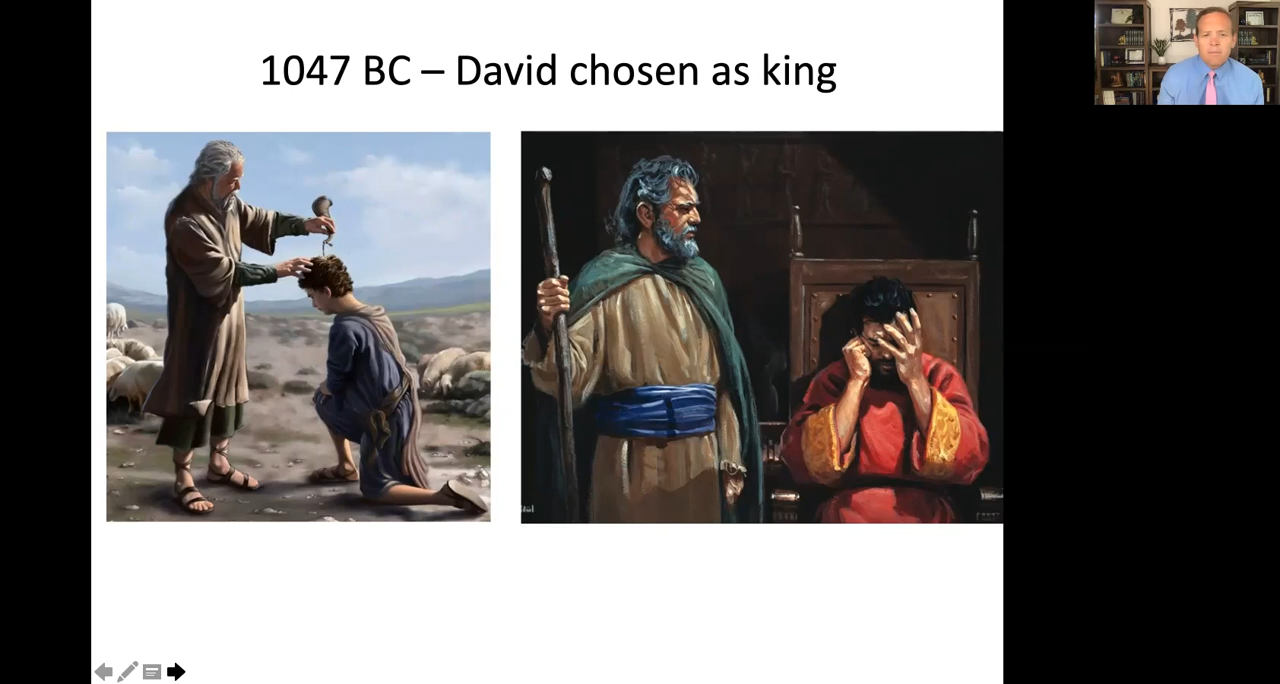 1047 BC – David chosen as king